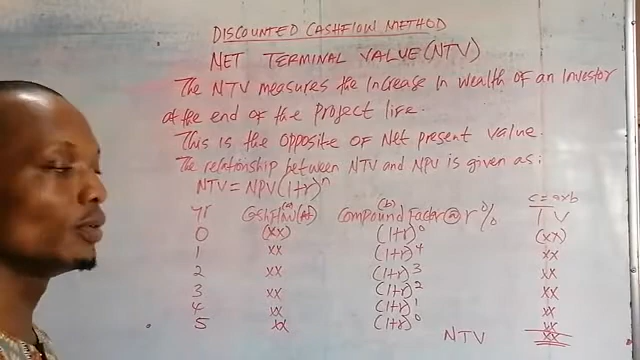 DISCOUNTED CASHFLOW METHOD
NET TERMINAL VALUE (NTV)
The NTV measures the increase in wealth of an investor
at the end of the project life.
This is the opposite of Net present value.
The relationship between NTV and NPV is given as:
NTV = NPV(1+r)^n
(a) (b) c = axb
Yr Cashflow Compound Factor @ r% TV
0 (xx) (1+r) (xx)
1 xx (1+r)^4 xx
2 xx (1+r)^3 xx
3 xx (1+r)^2 xx
4 xx (1+r)^1 xx
5 xx (1+r)^0 xx
NTV xx